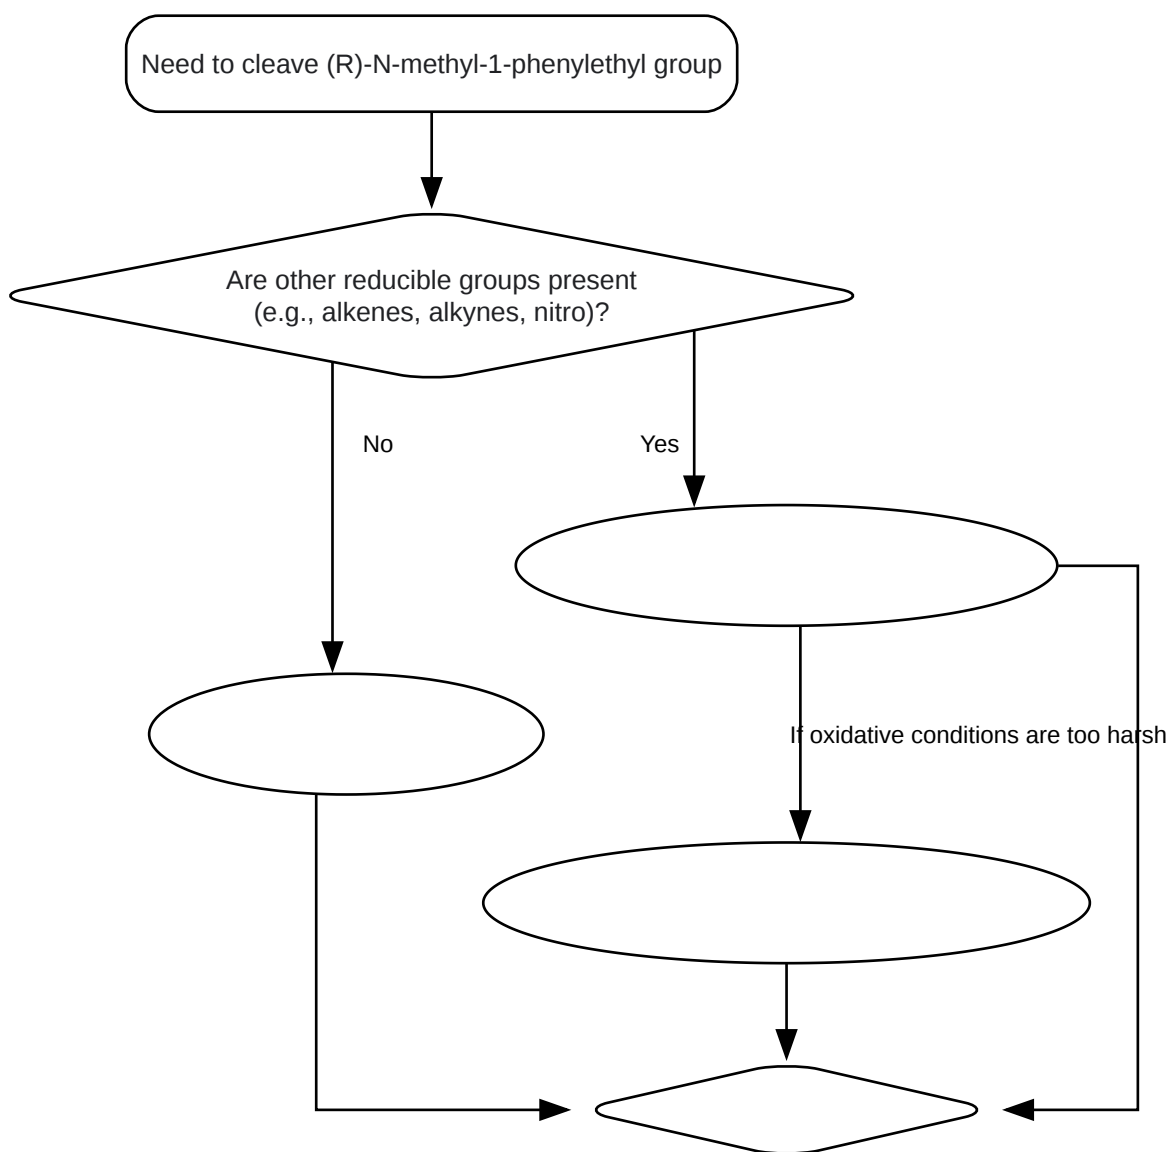 Need to cleave (R)-N-methyl-1-phenylethyl group
Are other reducible groups present
(e.g., alkenes, alkynes, nitro)?
No
Yes
If oxidative conditions are too harsh